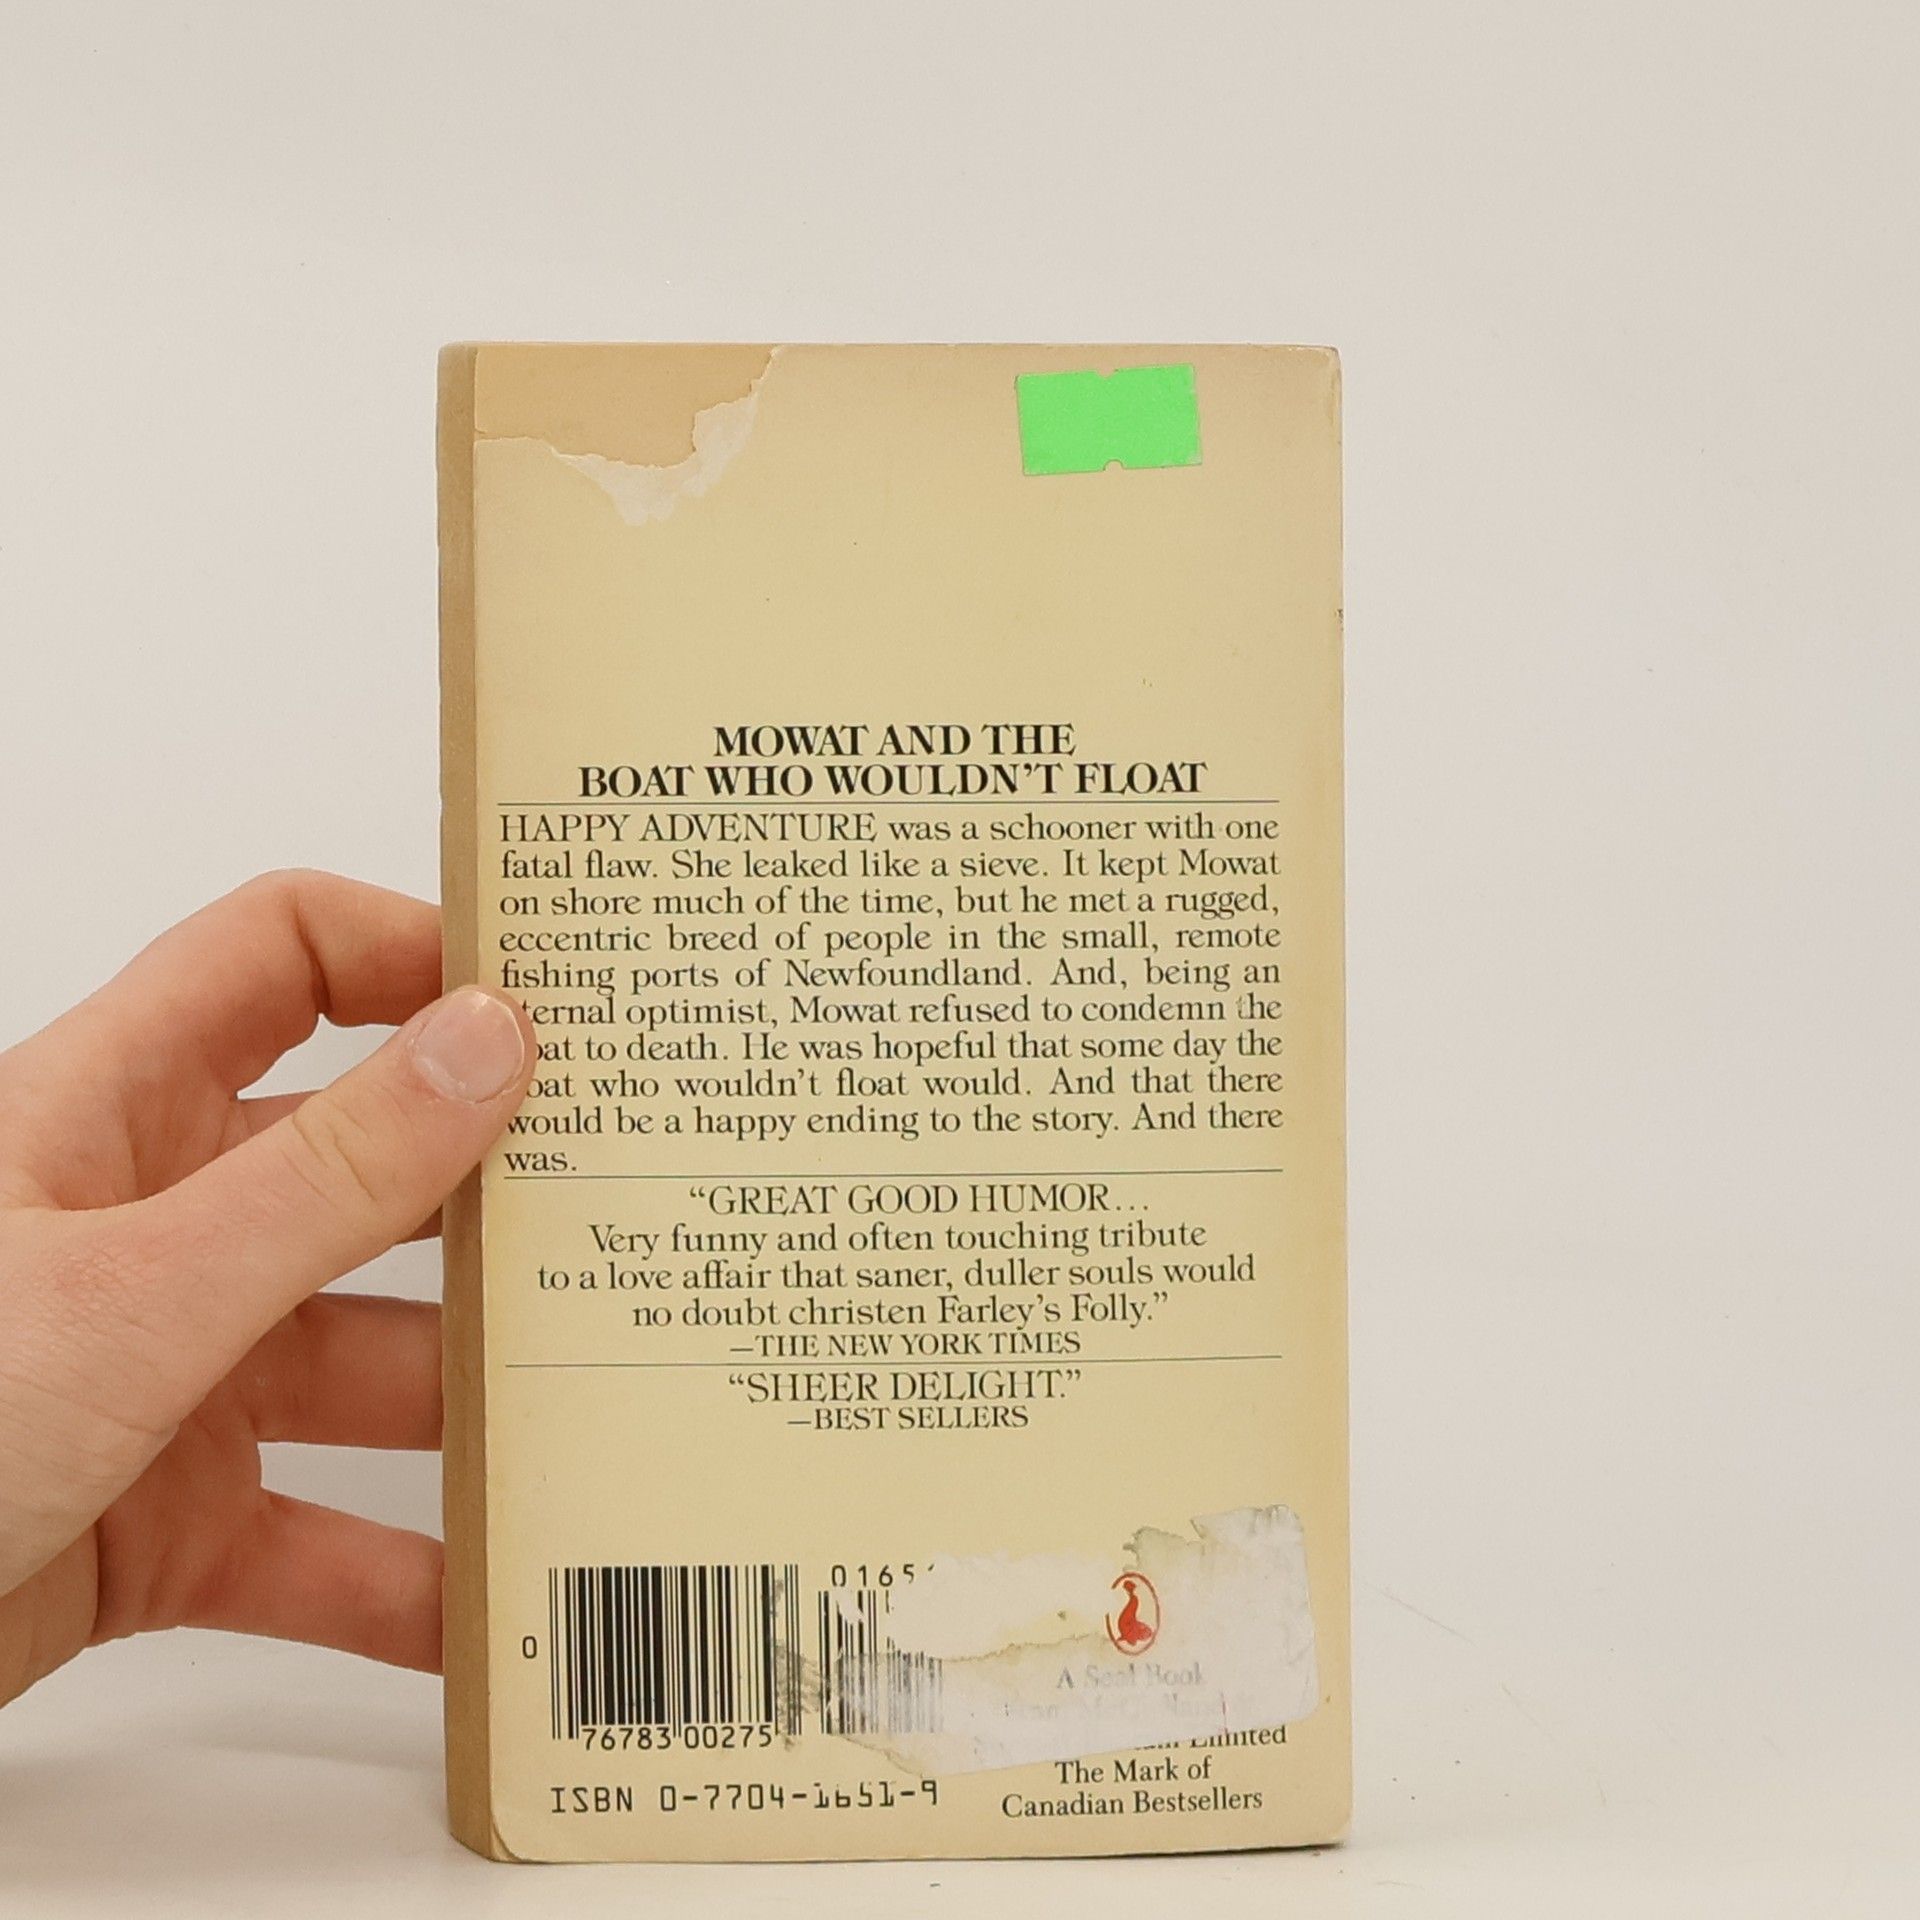 MOWAT AND THE
BOAT WHO WOULDN'T FLOAT
HAPPY ADVENTURE was a schooner with one
fatal flaw. She leaked like a sieve. It kept Mowat
on shore much of the time, but he met a rugged,
eccentric breed of people in the small, remote
fishing ports of Newfoundland. And, being an
optimist, Mowat refused to condemn the
to death. He was hopeful that some day the
who wouldn't float would. And that there
would be a happy ending to the story. And there
was.
“GREAT GOOD HUMOR...
Very funny and often touching tribute
to a love affair that saner, duller souls would
no doubt christen Farley's Folly.”
—THE NEW YORK TIMES
“SHEER DELIGHT.”
—BEST SELLERS
0165
0
76783 00275
ISBN 0-7704-1651-9
A Seal Book
Limited
The Mark of
Canadian Bestsellers